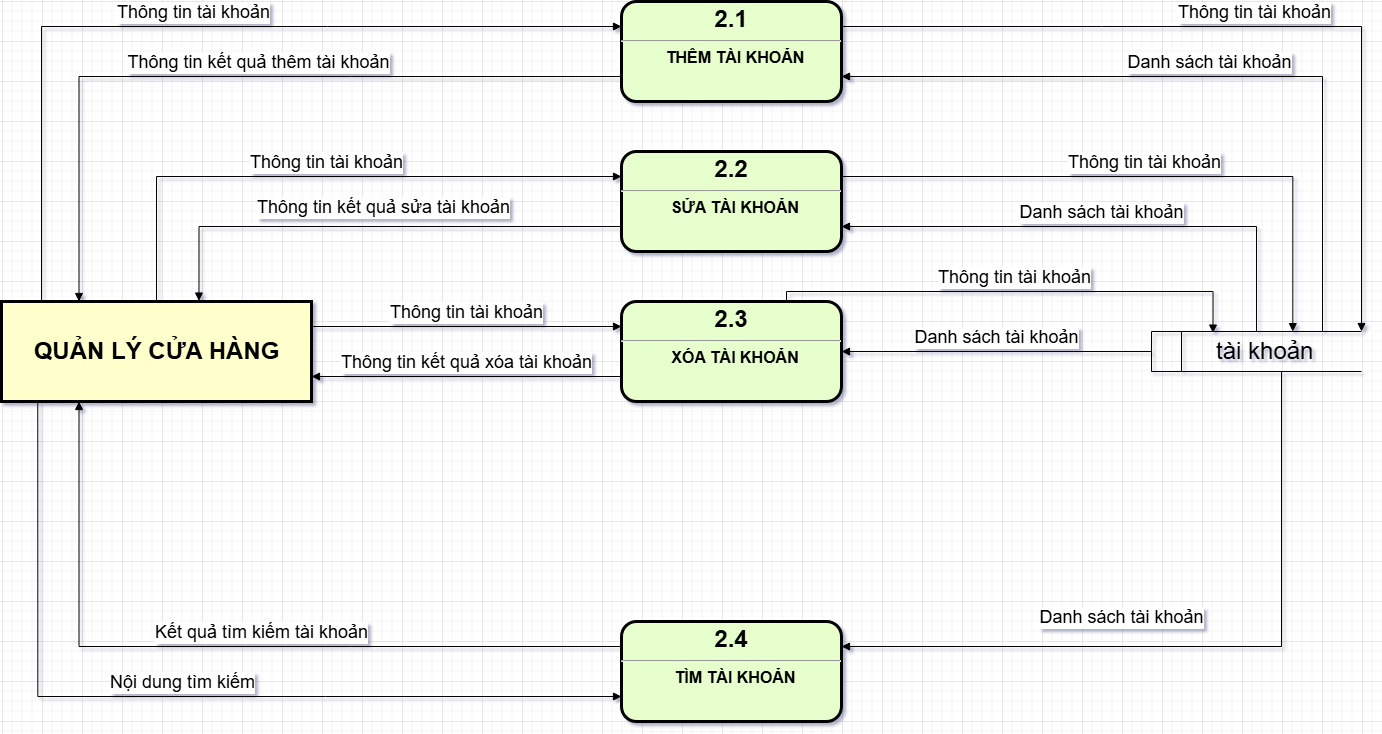 Thông tin tài khoản
2.1
Thông tin tài khoản
THÊM TÀI KHOẢN
Thông tin kết quả thêm tài khoản
Danh sách tài khoản
Thông tin tài khoản
2.2
Thông tin tài khoản
Thông tin kết quả sửa tài khoản
SỬA TÀI KHOẢN
Danh sách tài khoản
Thông tin tài khoản
Thông tin tài khoản
2.3
Danh sách tài khoản
QUẢN LÝ CỬA HÀNG
Thông tin kết quả xóa tài khoản
XÓA TÀI KHOẢN
tài khoản
Danh sách tài khoản
Kết quả tìm kiếm tài khoản
2.4
TÌM TÀI KHOẢN
Nội dung tìm kiếm